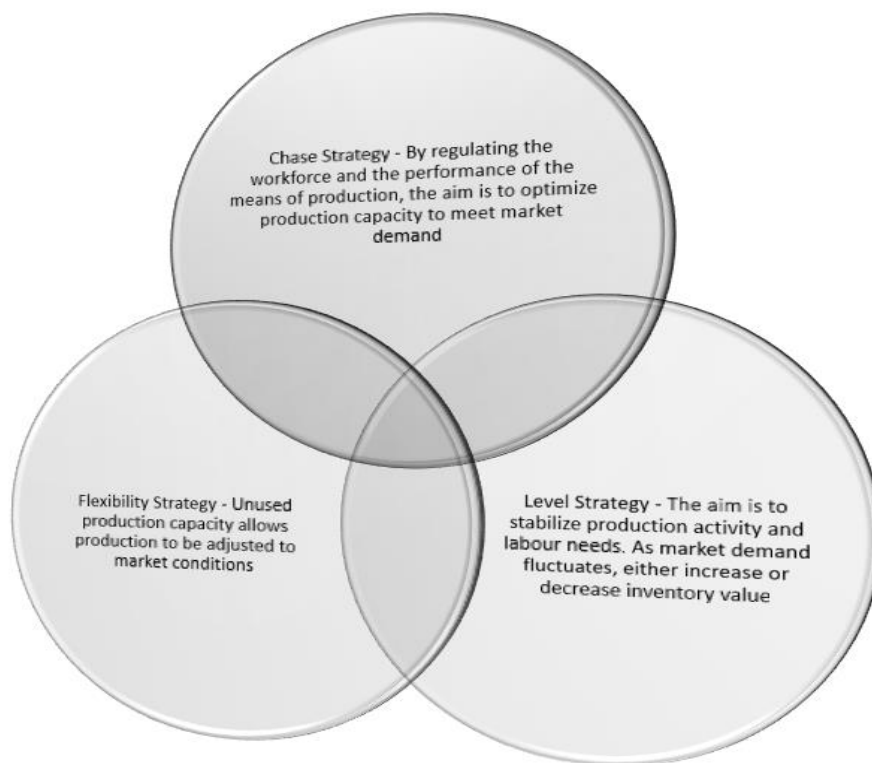 Chase Strategy - By regulating the
workforce and the performance of the
means of production, the aim is to optimize
production capacity to meet market
demand
Flexibility Strategy - Unused
production capacity allows
production to be adjusted to
market conditions
Level Strategy - The aim is to
stabilize production activity and
labour needs. As market demand
fluctuates, either increase or
decrease inventory value